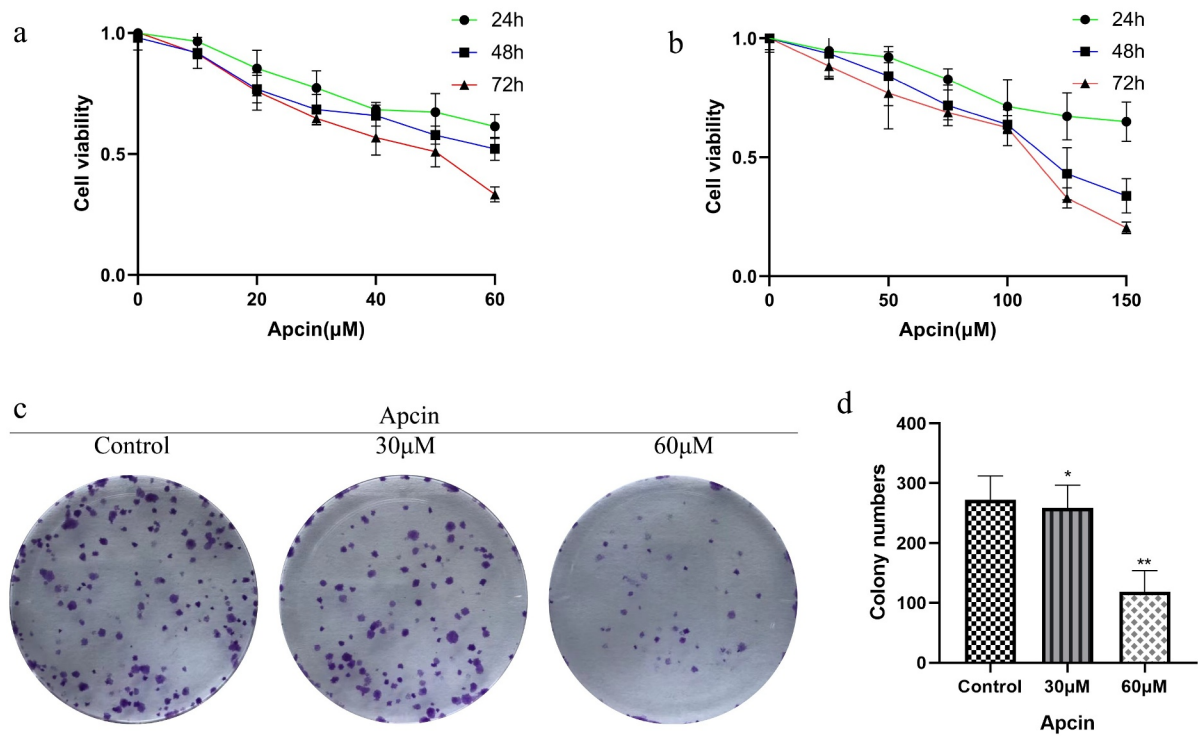 a
24h
48h
72h
1.0
0.5
0.0
Cell viability
0 20 40 60
Apcin(μM)
b
24h
48h
72h
1.0
0.5
0.0
Cell viability
0 50 100 150
Apcin(μM)
c
Apcin
Control 30μM 60μM
d
400
300
200
100
0
Colony numbers
*
**
Control 30μM 60μM
Apcin